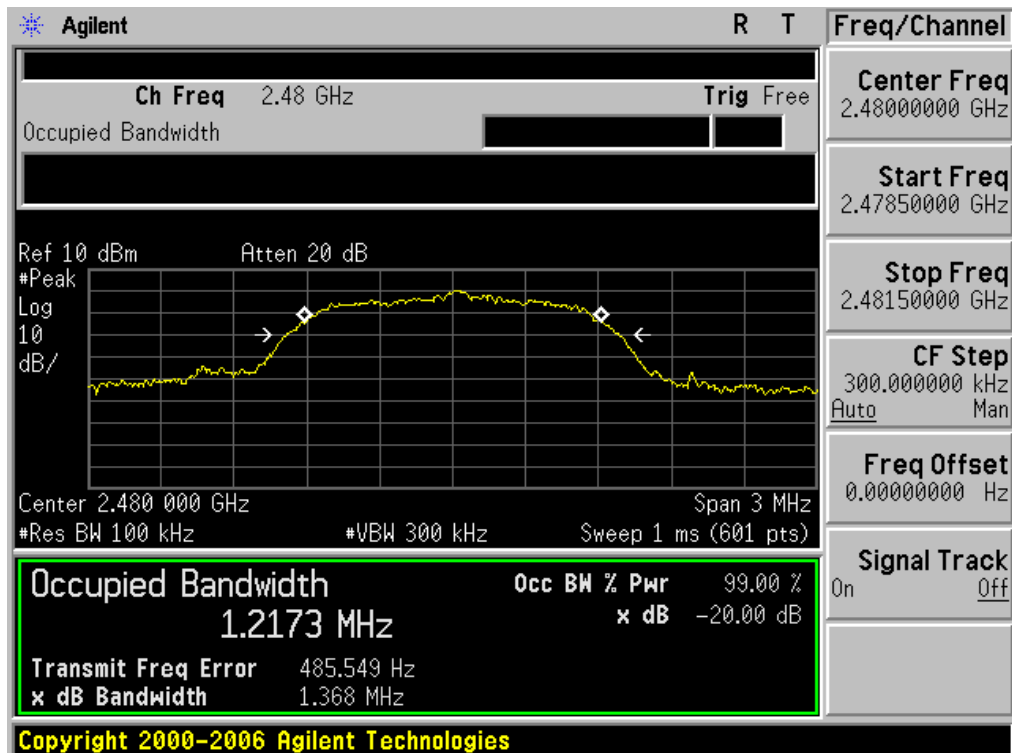 Agilent R T
Ch Freq 2.48 GHz Trig Free
Occupied Bandwidth
Ref 10 dBm Atten 20 dB
#Peak
Log
10
dB/
Center 2.480 000 GHz Span 3 MHz
#Res BW 100 kHz #VBW 300 kHz Sweep 1 ms (601 pts)
Occupied Bandwidth Occ BW % Pwr 99.00 %
1.2173 MHz x dB -20.00 dB
Transmit Freq Error 485.549 Hz
x dB Bandwidth 1.368 MHz
Freq/Channel
Center Freq
2.48000000 GHz
Start Freq
2.47850000 GHz
Stop Freq
2.48150000 GHz
CF Step
300.000000 kHz
Auto Man
Freq Offset
0.00000000 Hz
Signal Track
On Off
Copyright 2000-2006 Agilent Technologies